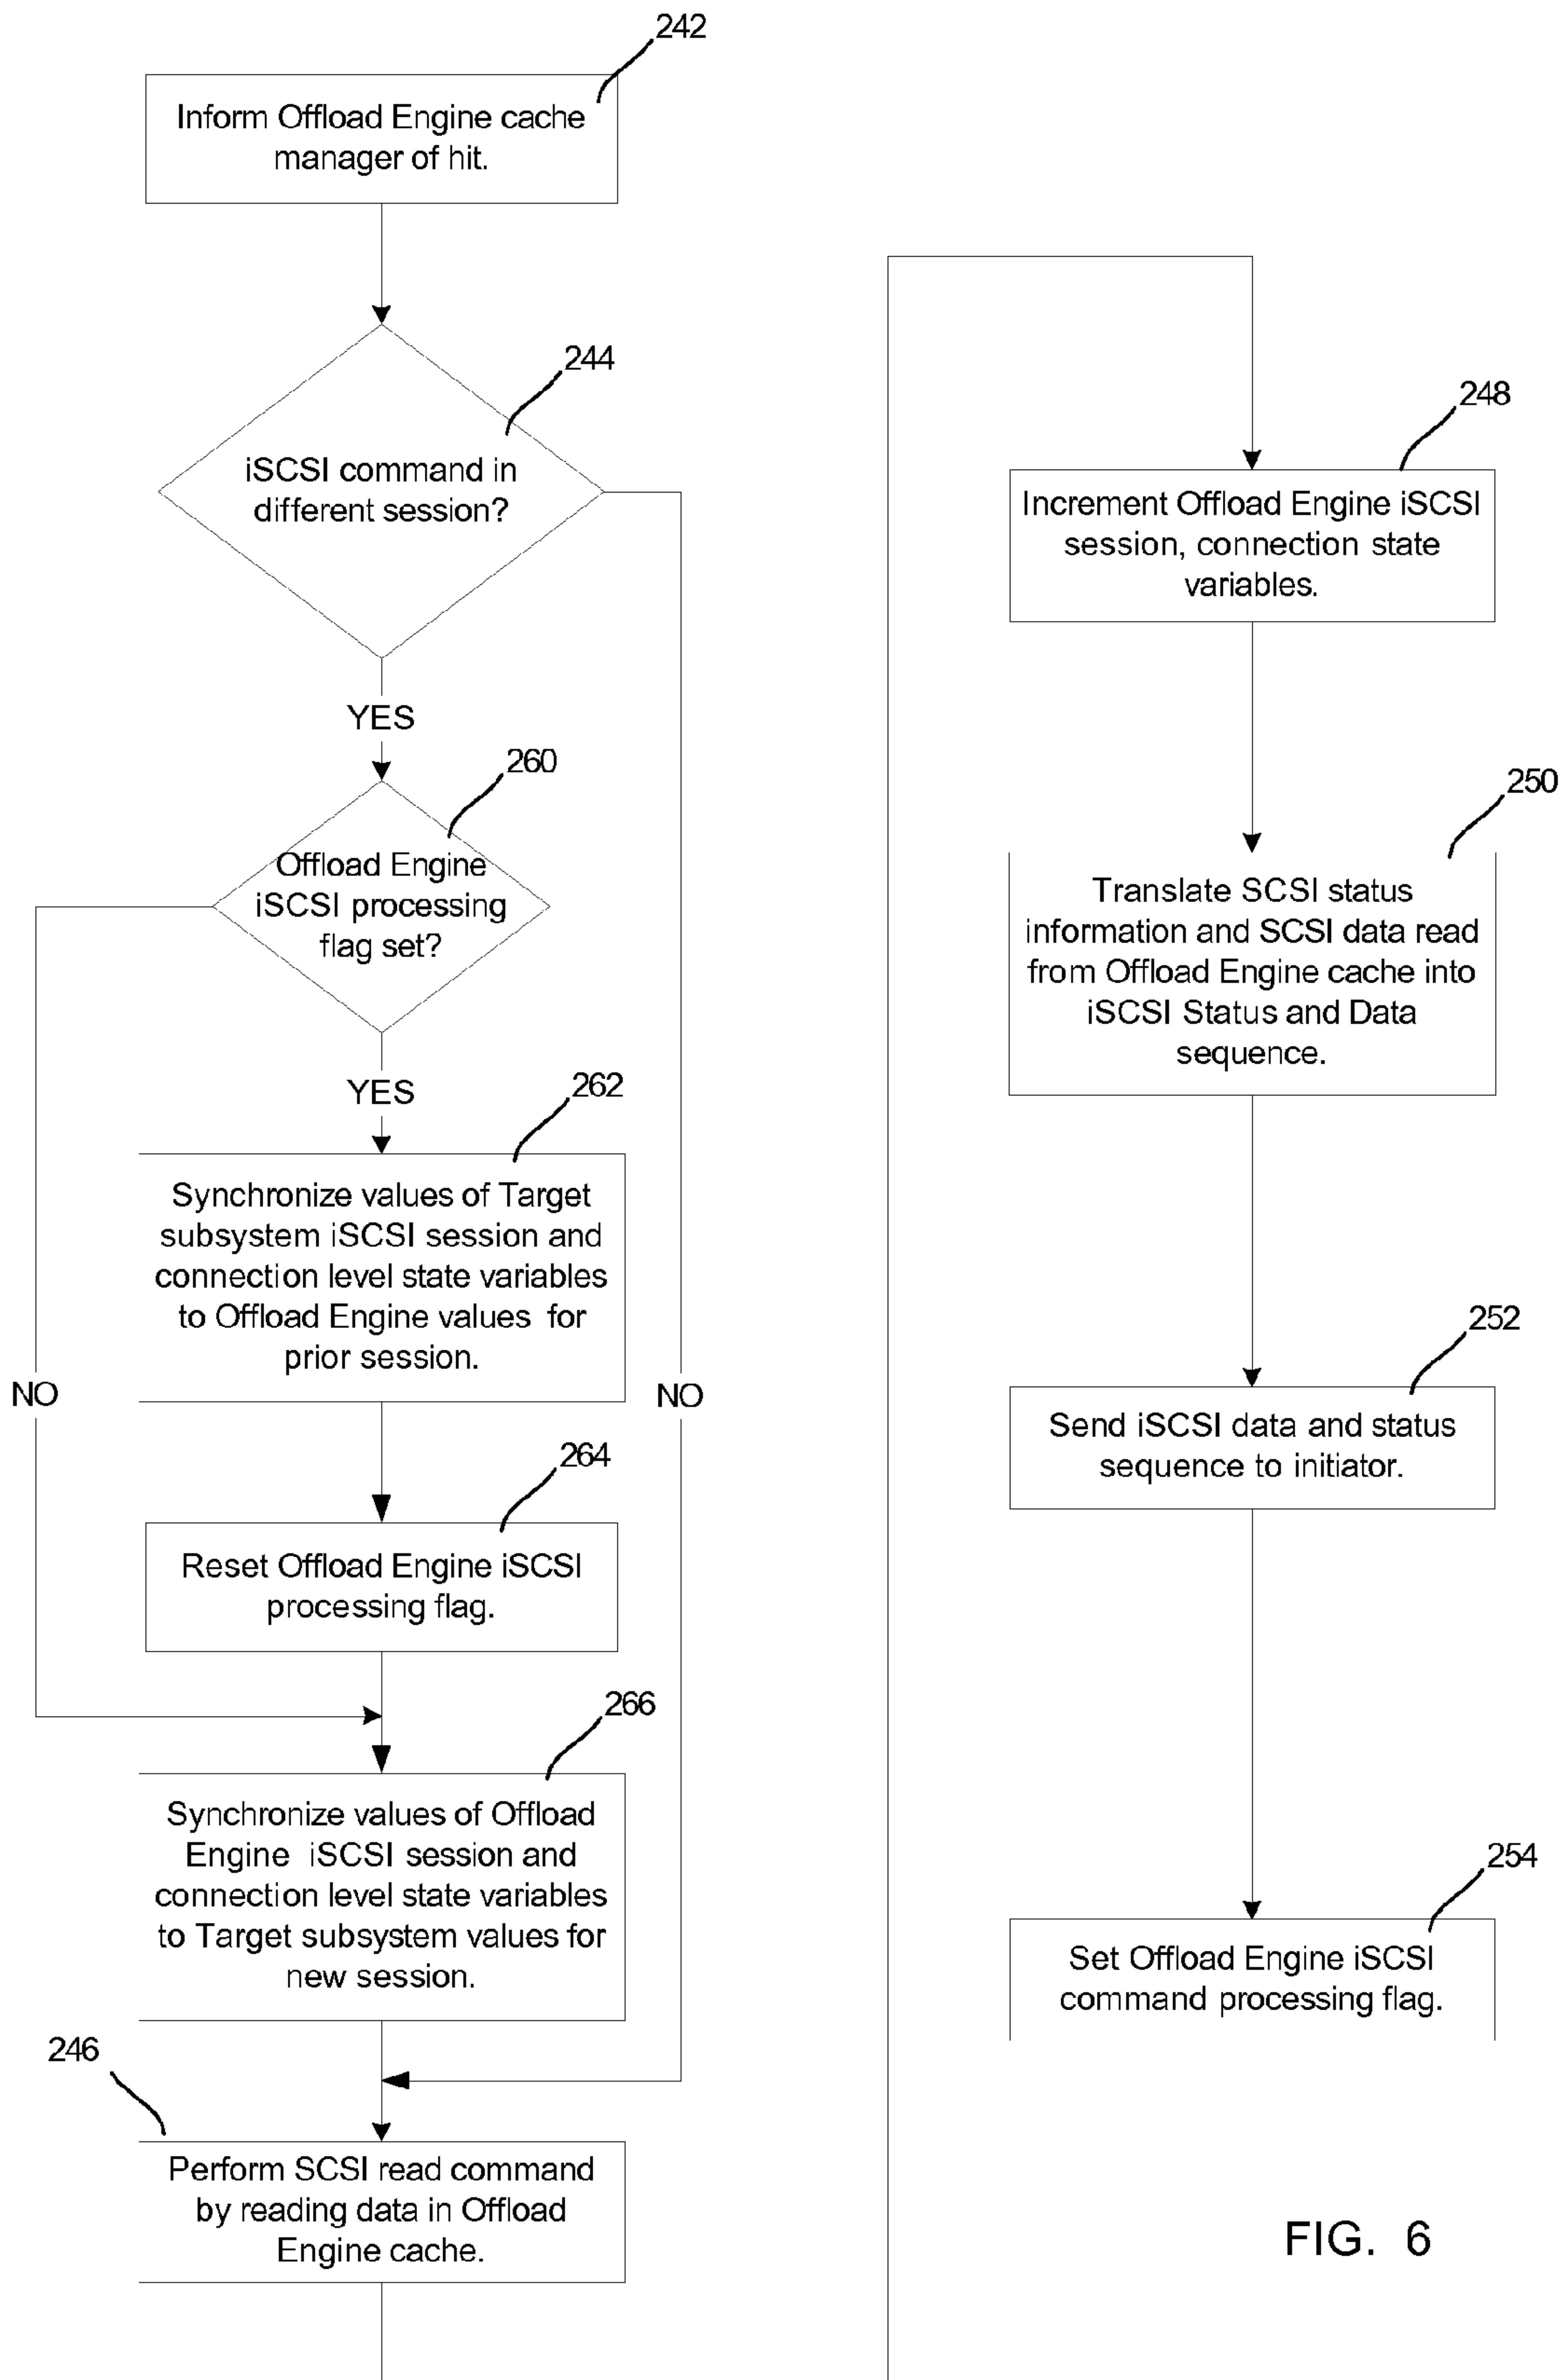 242
Inform Offload Engine cache
manager of hit.
244
iSCSI command in
different session?
YES
260
Offload Engine
iSCSI processing
flag set?
YES
262
Synchronize values of Target
subsystem iSCSI session and
connection level state variables
to Offload Engine values for
prior session.
NO
NO
264
Reset Offload Engine iSCSI
processing flag.
266
Synchronize values of Offload
Engine iSCSI session and
connection level state variables
to Target subsystem values for
new session.
246
Perform SCSI read command
by reading data in Offload
Engine cache.
248
Increment Offload Engine iSCSI
session, connection state
variables.
250
Translate SCSI status
information and SCSI data read
from Offload Engine cache into
iSCSI Status and Data
sequence.
252
Send iSCSI data and status
sequence to initiator.
254
Set Offload Engine iSCSI
command processing flag.
FIG. 6